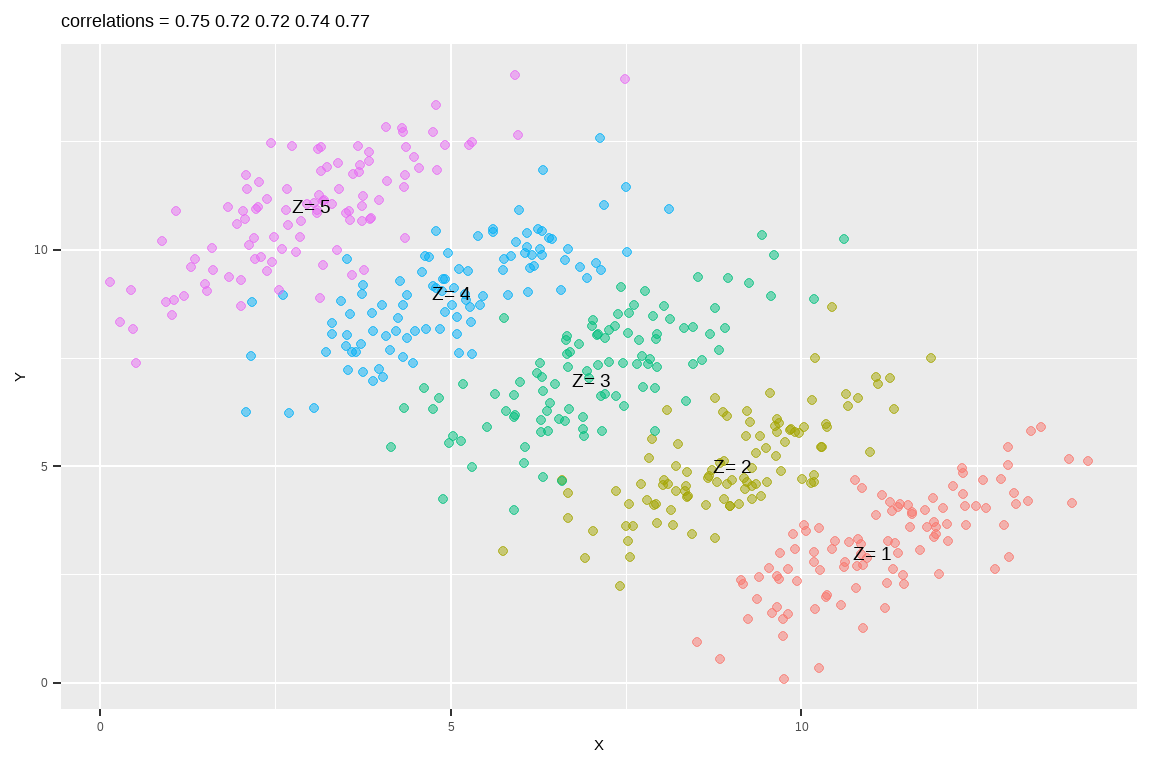 correlations = 0.75 0.72 0.72 0.74 0.77
10
5
0
Y
Z= 5
Z= 4
Z= 3
Z= 2
Z= 1
0
5
10
X